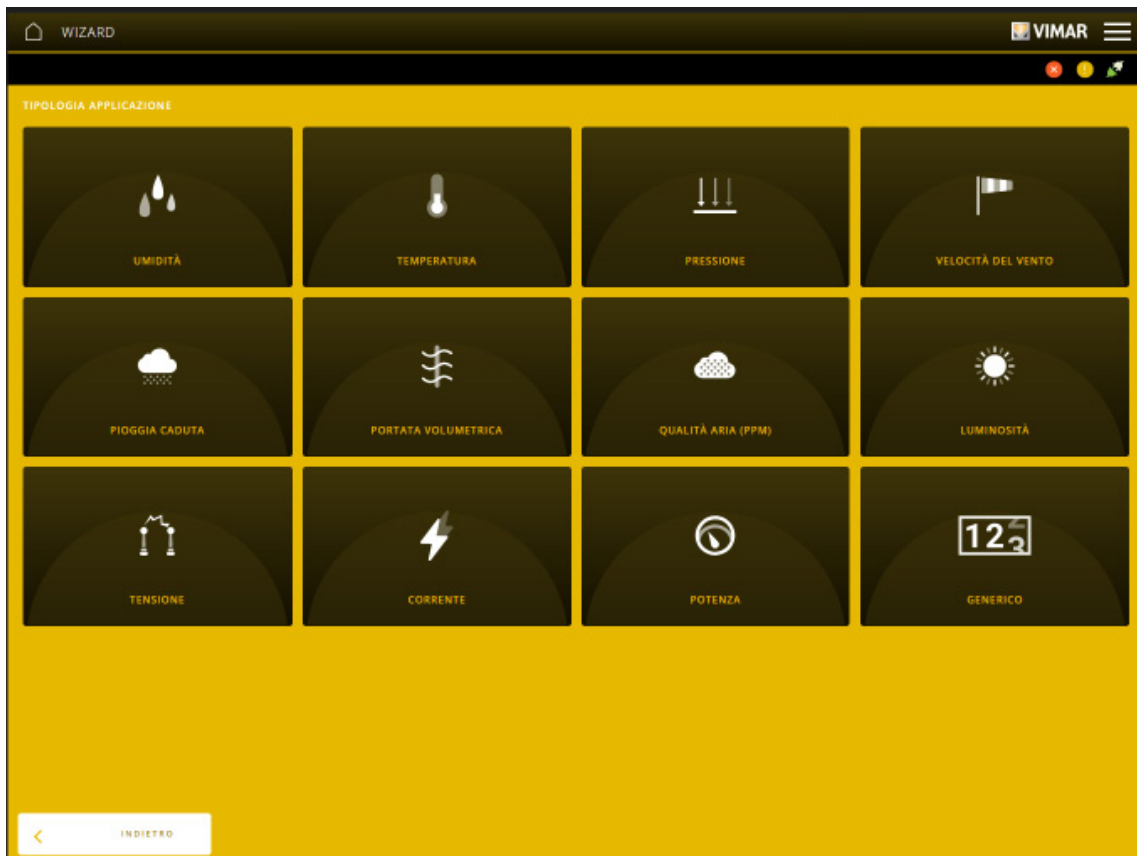 WIZARD
VIMAR
TIPOLOGIA APPLICAZIONE
UMIDITÀ
TEMPERATURA
PRESSIONE
VELOCITÀ DEL VENTO
PIOGGIA CADUTA
PORTATA VOLUMETRICA
QUALITÀ ARIA (PPM)
LUMINOSITÀ
TENSIONE
CORRENTE
POTENZA
123
GENERICO
INDIETRO